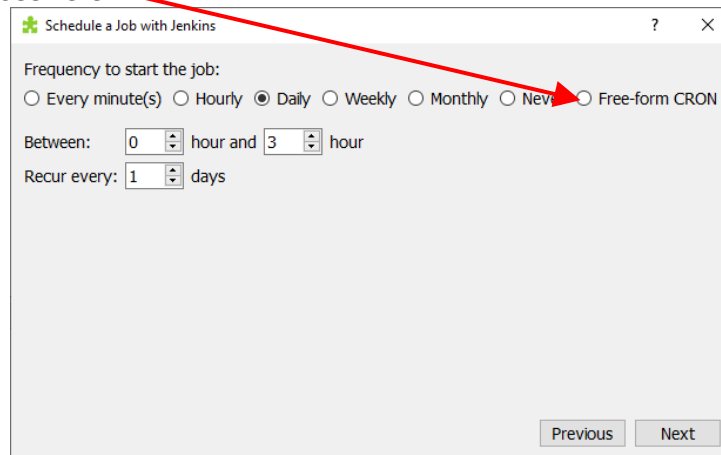 Schedule a Job with Jenkins ?
Frequency to start the job:
Every minute(s) Hourly Daily Weekly Monthly Free-form CRON
Between: 0 hour and 3 hour
Recur every: 1 days
Previous Next